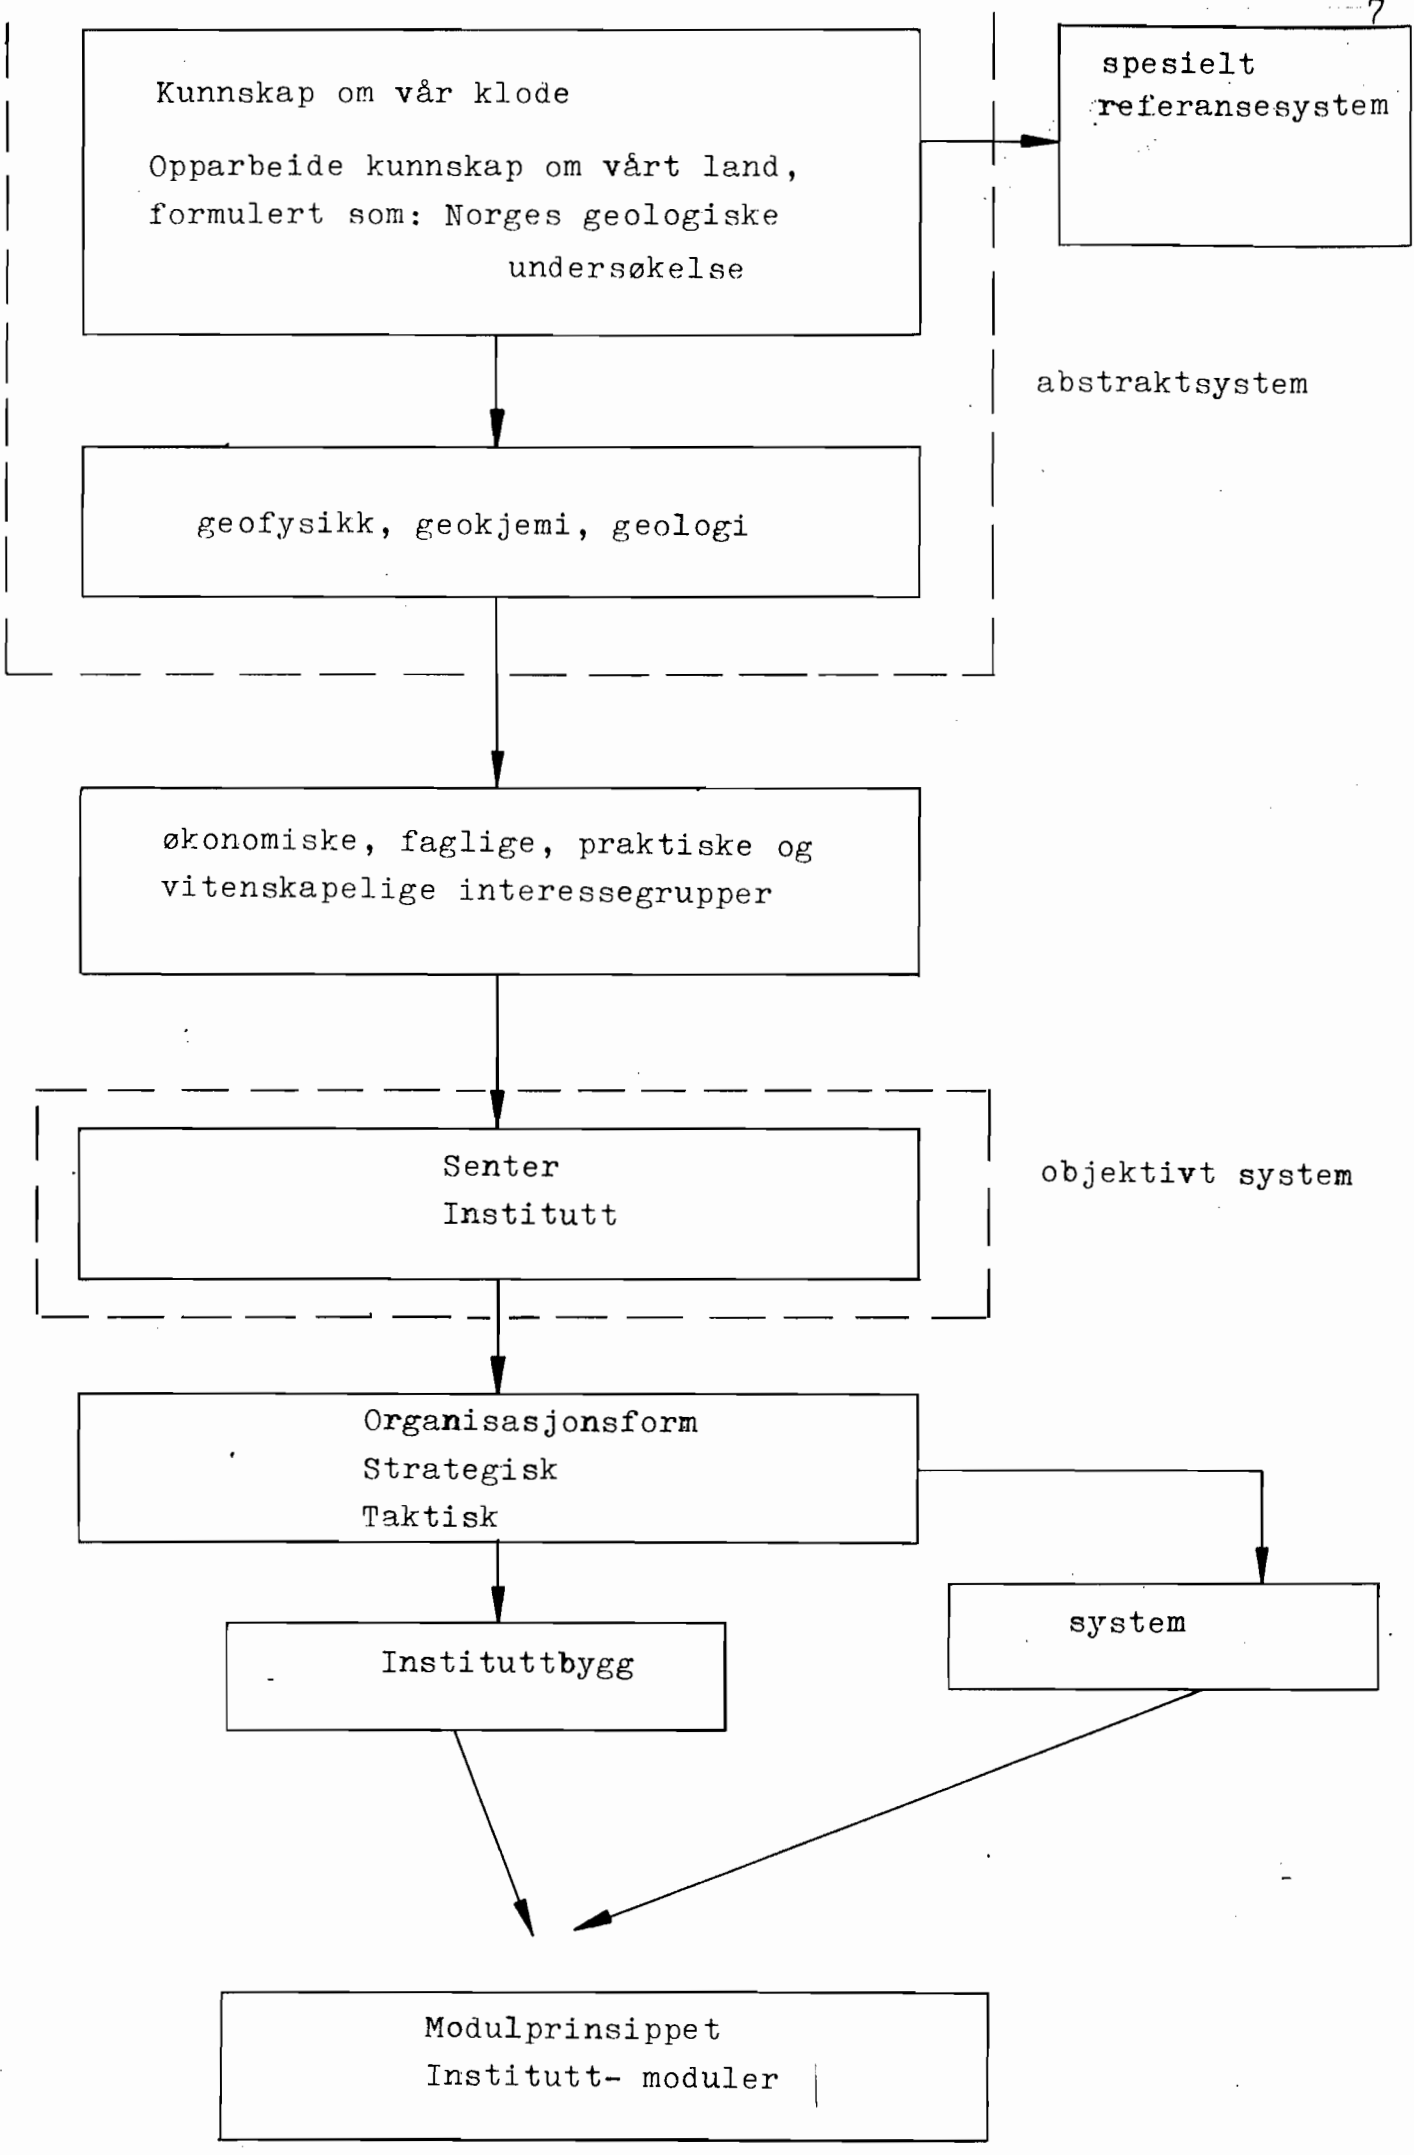 7
Kunnskap om vår klode
Opparbeide kunnskap om vårt land,
formulert som: Norges geologiske
undersøkelse
spesielt
referansesystem
abstraktsystem
geofysikk, geokjemi, geologi
økonomiske, faglige, praktiske og
vitenskapelige interessegrupper
Senter
Institutt
objektivt system
Organisasjonsform
Strategisk
Taktisk
system
Instituttbygg
Modulprinsippet
Institutt- moduler